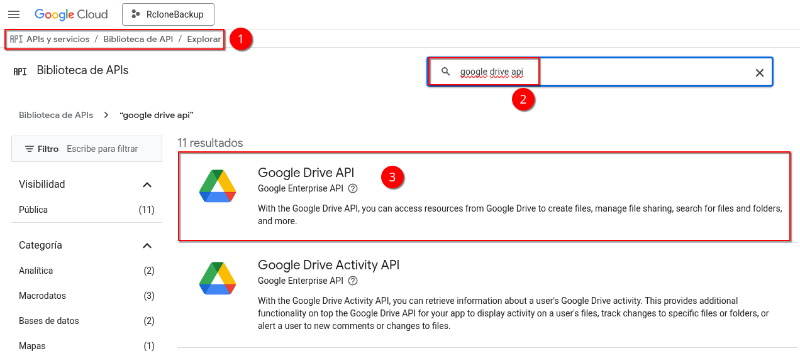 Google Cloud RcloneBackup
API APIs y servicios / Biblioteca de API / Explorar 1
API Biblioteca de APIs google drive api
2
Biblioteca de APIs > “google drive api”
Filtro Escribe para filtrar
Visibilidad
Pública (11)
Categoría
Analítica (2)
Macrodatos (3)
Bases de datos (2)
Mapas (1)
11 resultados
Google Drive API 3
Google Enterprise API
With the Google Drive API, you can access resources from Google Drive to create files, manage file sharing, search for files and folders,
and more.
Google Drive Activity API
Google Enterprise API
With the Google Drive Activity API, you can retrieve information about a user's Google Drive activity. This provides additional
functionality on top the Google Drive API for your app to display activity on a user's files, track changes to specific files or folders, or
alert a user to new comments or changes to files.